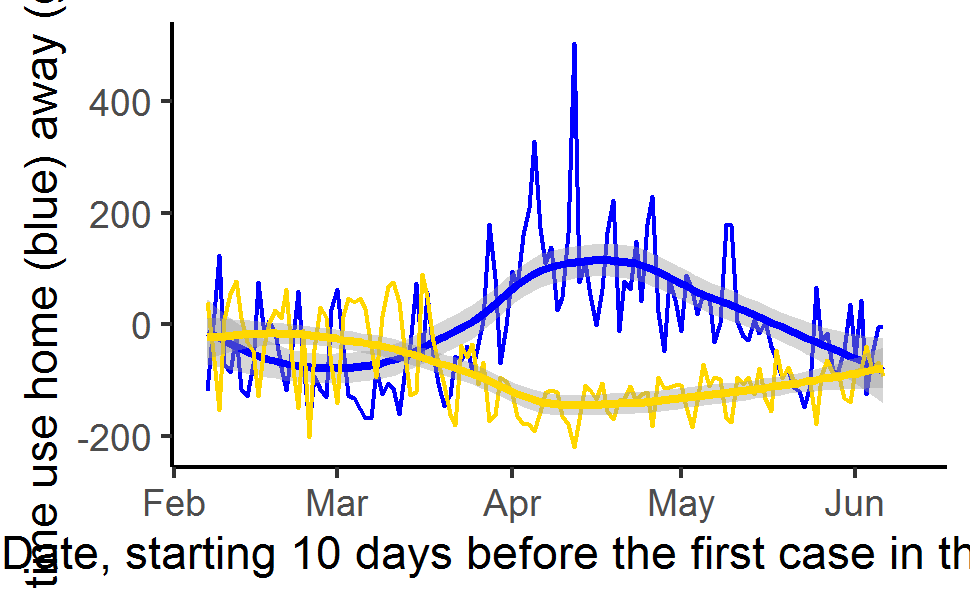 time use home (blue) away (
400
200
0
-200
Feb Mar Apr May Jun
Date, starting 10 days before the first case in th